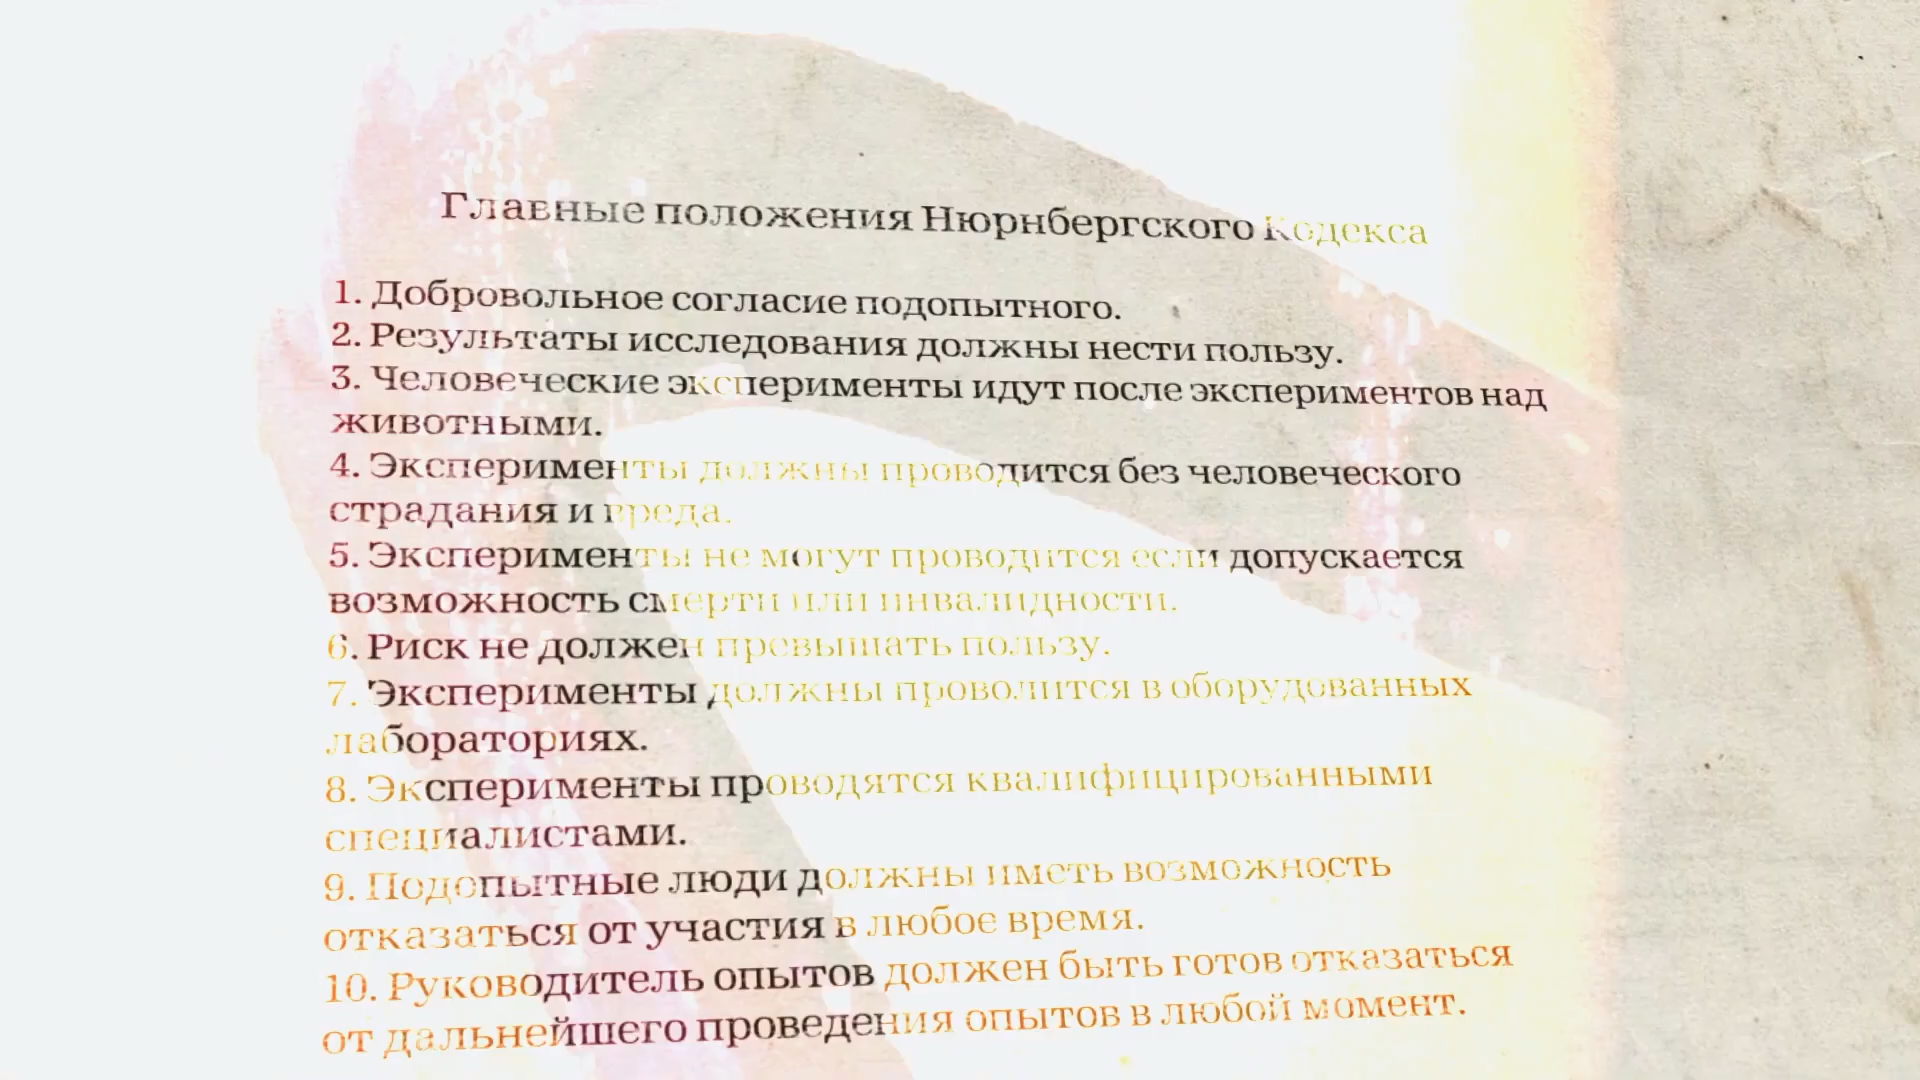 Главные положения Нюрнбергского Кодекса
1. Добровольное согласие подопытного.
2. Результаты исследования должны нести пользу.
3. Человеческие эксперименты идут после экспериментов над
животными.
4. Эксперименты должны проводится без человеческого
страдания и вреда.
5. Эксперименты не могут проводится если допускается
возможность смерти или инвалидности.
6. Риск не должен превышать пользу.
7. Эксперименты должны проводится в оборудованных
лабораториях.
8. Эксперименты проводятся квалифицированными
специалистами.
9. Подопытные люди должны иметь возможность
отказаться от участия в любое время.
10. Руководитель опытов должен быть готов отказаться
от дальнейшего проведения опытов в любой момент.